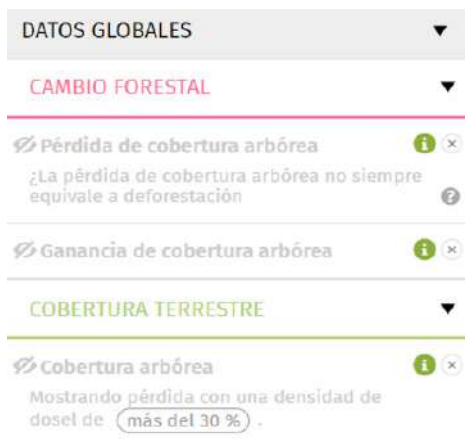 DATOS GLOBALES
CAMBIO FORESTAL
Pérdida de cobertura arbórea
¿La pérdida de cobertura arbórea no siempre
equivale a deforestación
Ganancia de cobertura arbórea
COBERTURA TERRESTRE
Cobertura arbórea
Mostrando pérdida con una densidad de
dosel de más del 30 % .